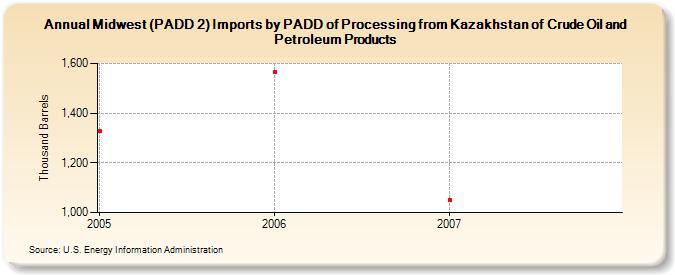 Annual Midwest (PADD 2) Imports by PADD of Processing from Kazakhstan of Crude Oil and
Petroleum Products
Thousand Barrels
1,600
1,400
1,200
1,000
2005
2006
2007
Source: U.S. Energy Information Administration